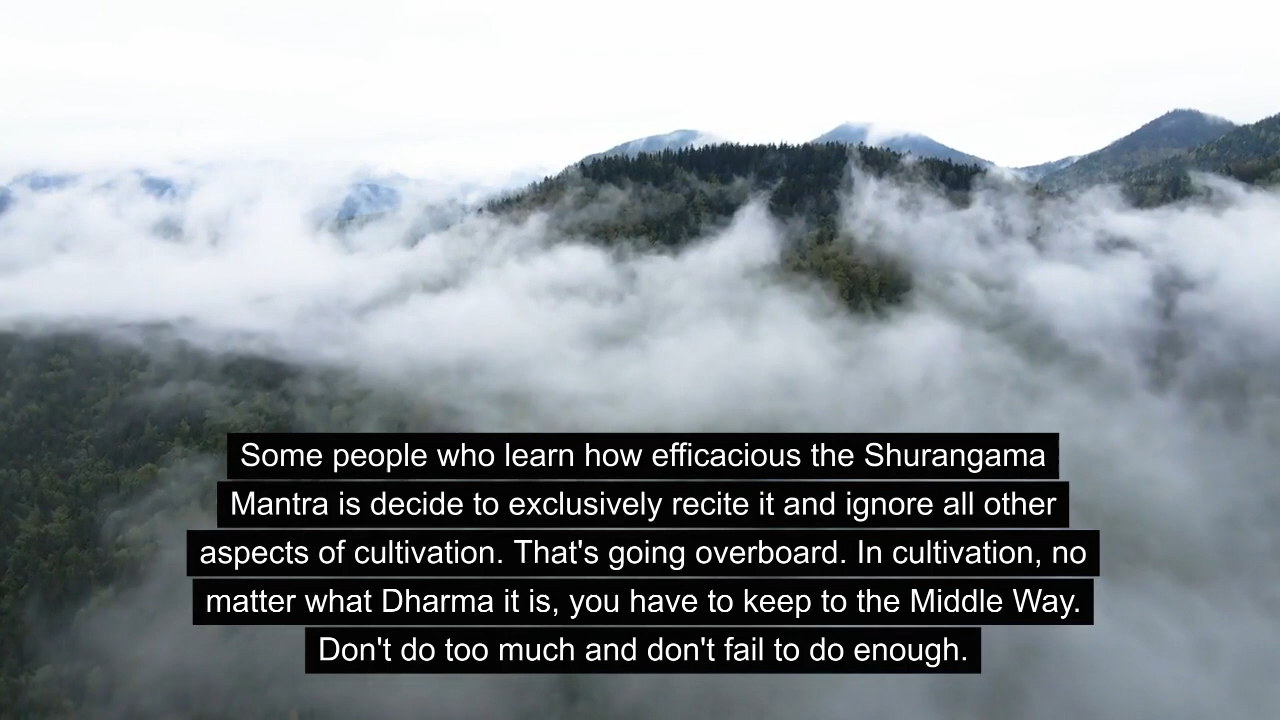 Some people who learn how efficacious the Shurangama
Mantra is decide to exclusively recite it and ignore all other
aspects of cultivation. That's going overboard. In cultivation, no
matter what Dharma it is, you have to keep to the Middle Way.
Don't do too much and don't fail to do enough.